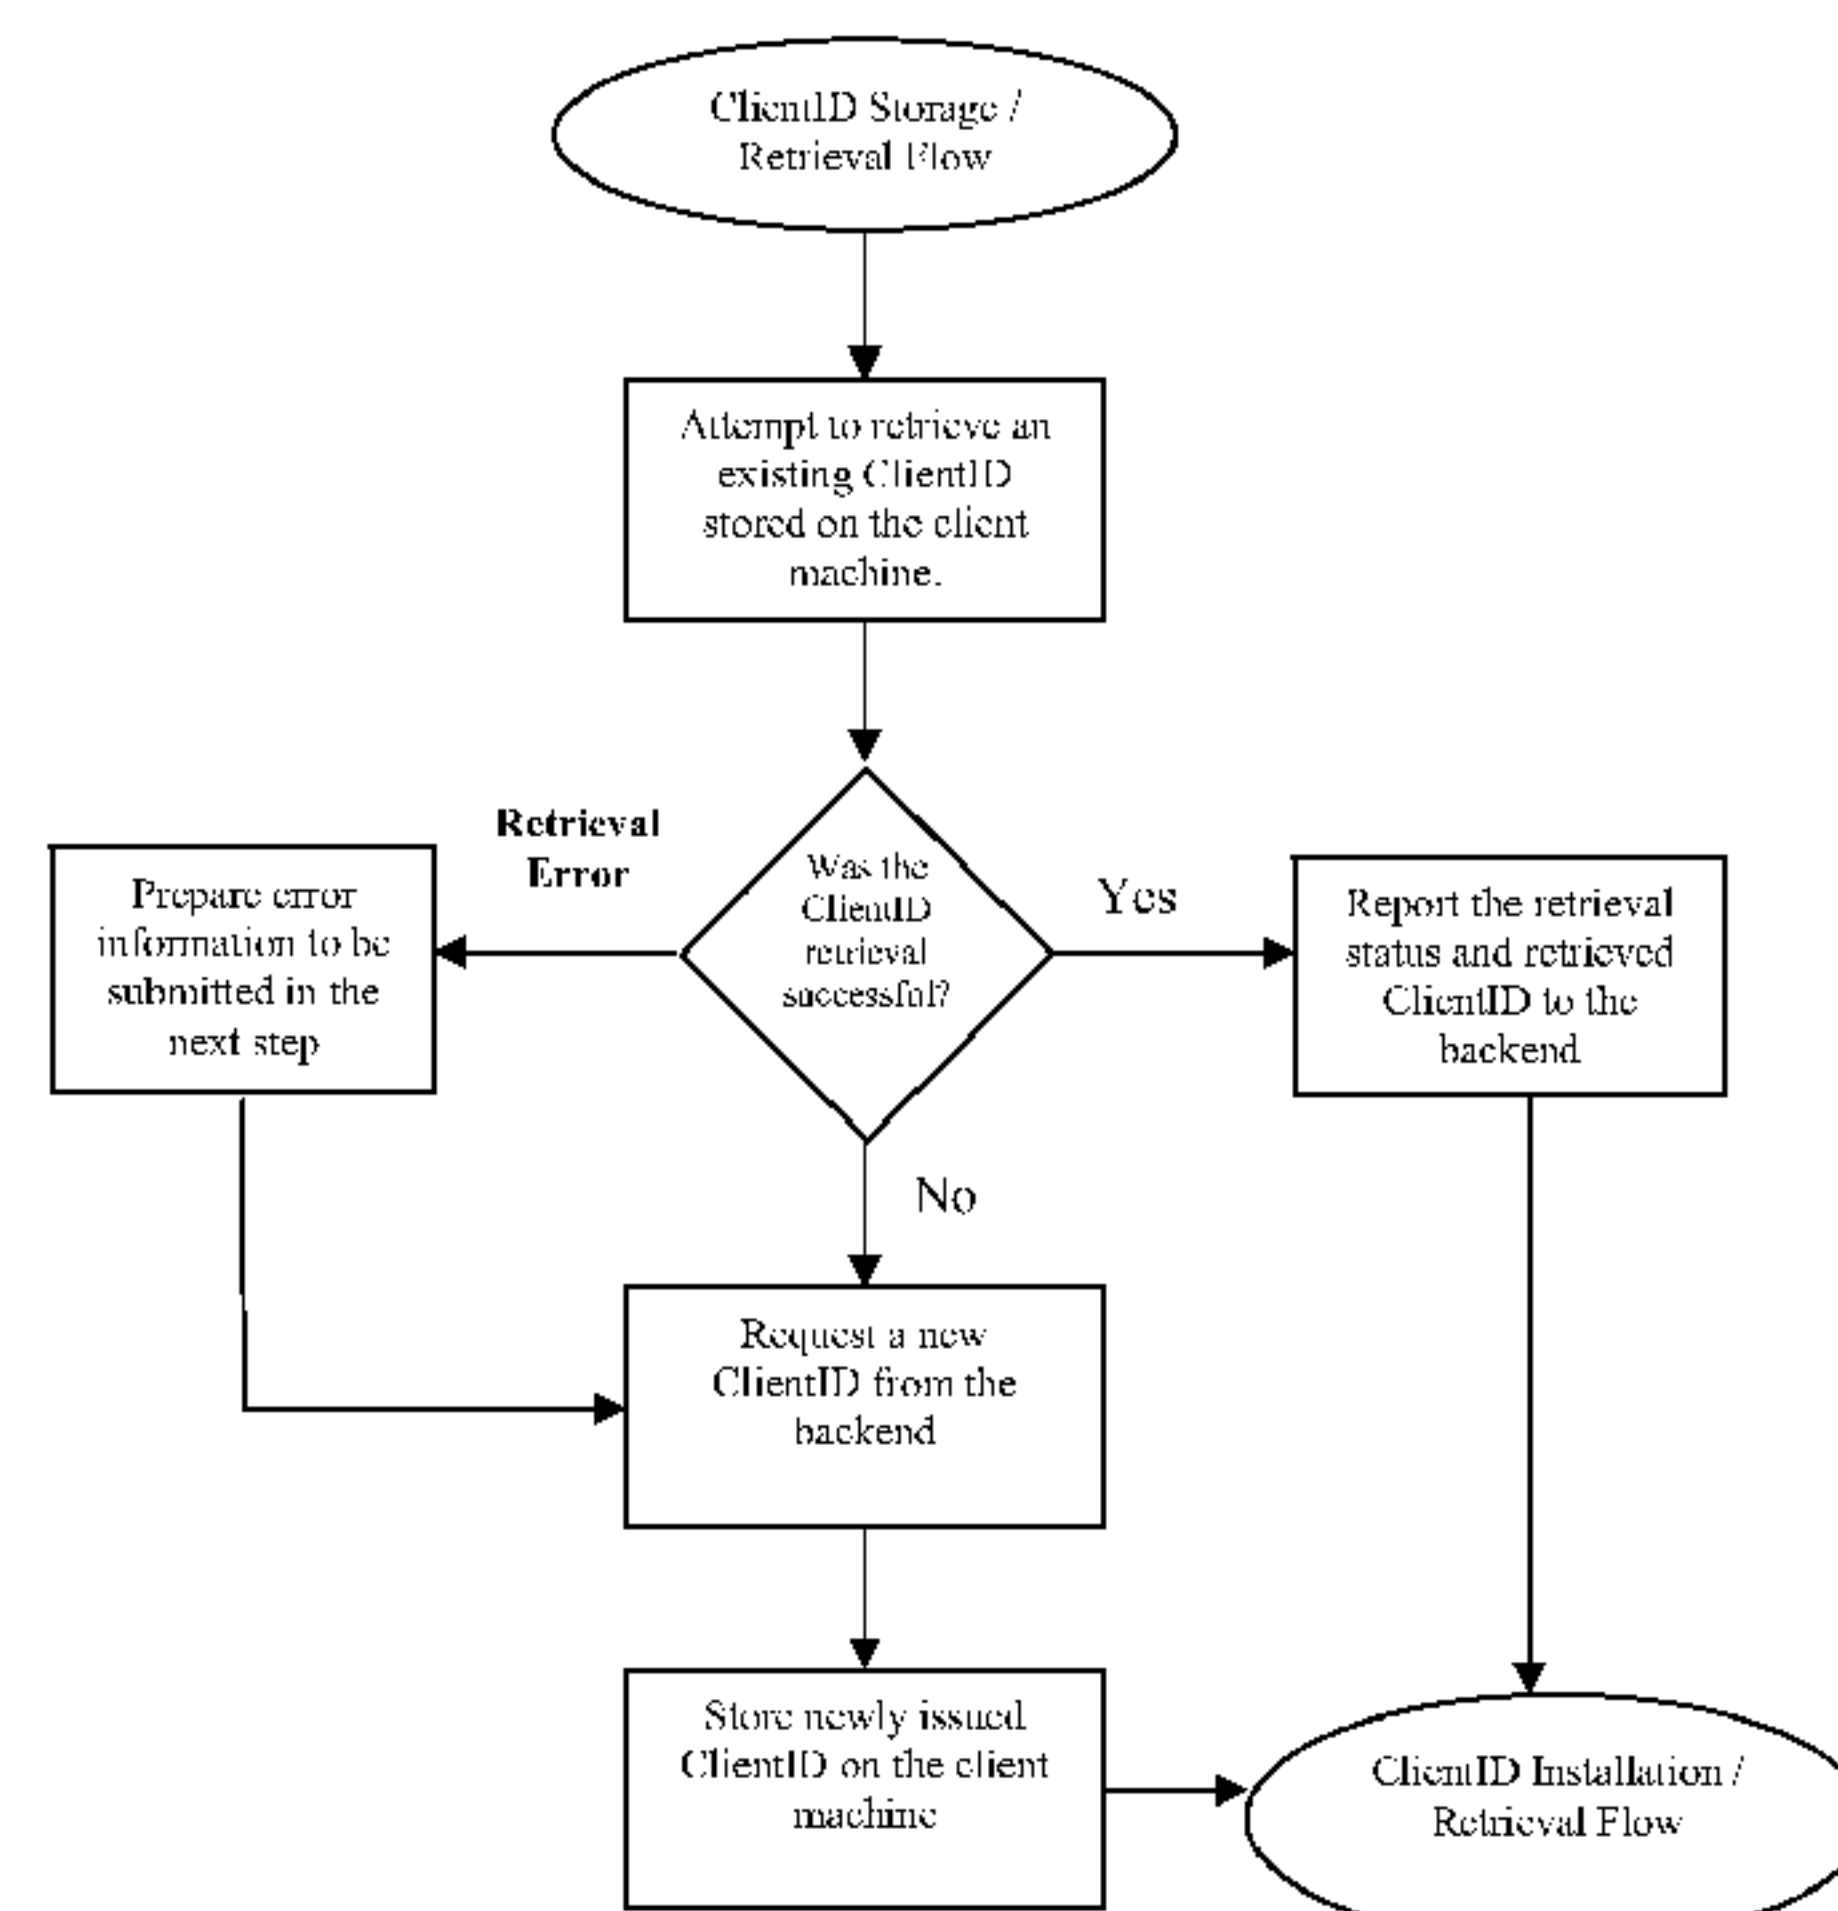 ClientID Storage /
Retrieval Flow
Attempt to retrieve an
existing ClientID
stored on the client
machine.
Retrieval
Error
Was the
ClientID
retrieval
successful?
Yes
Prepare error
information to be
submitted in the
next step
Report the retrieval
status and retrieved
ClientID to the
backend
No
Request a new
ClientID from the
backend
Store newly issued
ClientID on the client
machine
ClientID Installation /
Retrieval Flow